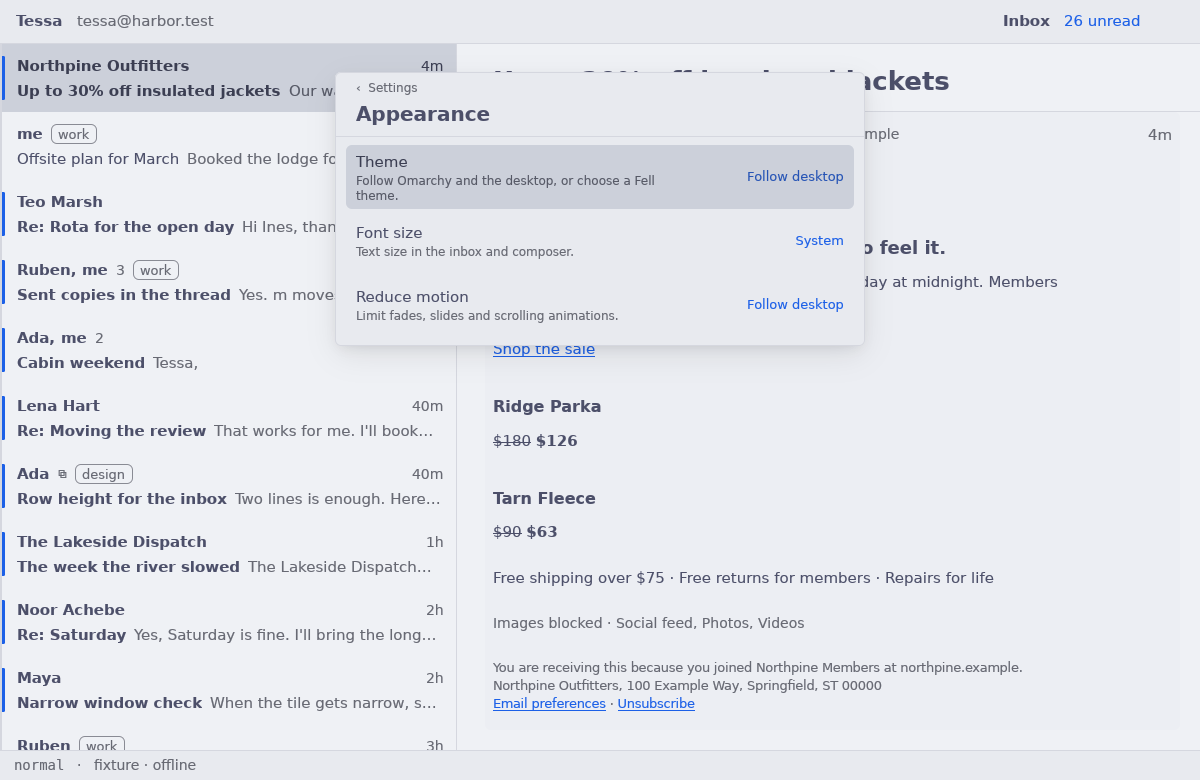 Tessa tessa@harbor.test
Inbox 26 unread
Northpine Outfitters 4m
Up to 30% off insulated jackets Our
me work
Offsite plan for March Booked the lodge
Teo Marsh
Re: Rota for the open day Hi Ines,
Ruben, me 3 work
Sent copies in the thread Yes. m move
Ada, me 2
Cabin weekend Tessa,
Lena Hart 40m
Re: Moving the review That works for me. I'll book…
Ada design 40m
Row height for the inbox Two lines is enough. Here…
The Lakeside Dispatch 1h
The week the river slowed The Lakeside Dispatch…
Noor Achebe 2h
Re: Saturday Yes, Saturday is fine. I'll bring the long…
Maya 2h
Narrow window check When the tile gets narrow, s…
Ruben work 3h
‹ Settings
Appearance
Theme
Follow Omarchy and the desktop, or choose a Fell
theme.
Follow desktop
Font size
Text size in the inbox and composer.
System
Reduce motion
Limit fades, slides and scrolling animations.
Follow desktop
jackets
4m
feel it.
at midnight. Members
Shop the sale
Ridge Parka
$180 $126
Tarn Fleece
$90 $63
Free shipping over $75 · Free returns for members · Repairs for life
Images blocked · Social feed, Photos, Videos
You are receiving this because you joined Northpine Members at northpine.example.
Northpine Outfitters, 100 Example Way, Springfield, ST 00000
Email preferences · Unsubscribe
normal · fixture · offline